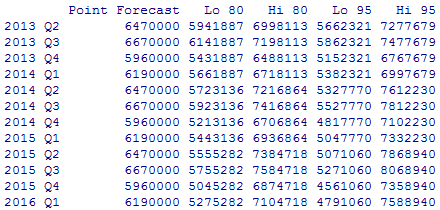 Point Forecast Lo 80 Hi 80 Lo 95 Hi 95
2013 Q2 6470000 5941887 6998113 5662321 7277679
2013 Q3 6670000 6141887 7198113 5862321 7477679
2013 Q4 5960000 5431887 6488113 5152321 6767679
2014 Q1 6190000 5661887 6718113 5382321 6997679
2014 Q2 6470000 5723136 7216864 5327770 7612230
2014 Q3 6670000 5923136 7416864 5527770 7812230
2014 Q4 5960000 5213136 6706864 4817770 7102230
2015 Q1 6190000 5443136 6936864 5047770 7332230
2015 Q2 6470000 5555282 7384718 5071060 7868940
2015 Q3 6670000 5755282 7584718 5271060 8068940
2015 Q4 5960000 5045282 6874718 4561060 7358940
2016 Q1 6190000 5275282 7104718 4791060 7588940